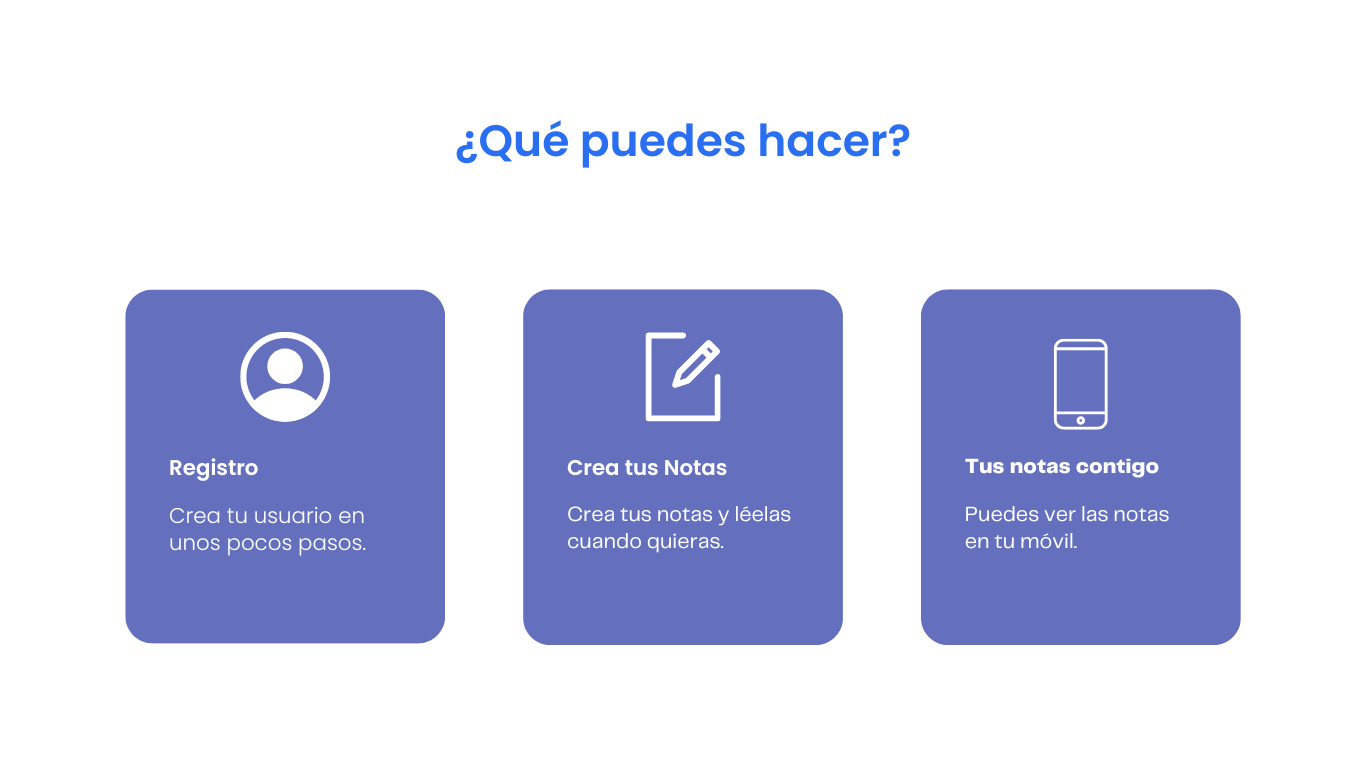 ¿Qué puedes hacer?
Registro
Crea tu usuario en
unos pocos pasos.
Crea tus Notas
Crea tus notas y léelas
cuando quieras.
Tus notas contigo
Puedes ver las notas
en tu móvil.